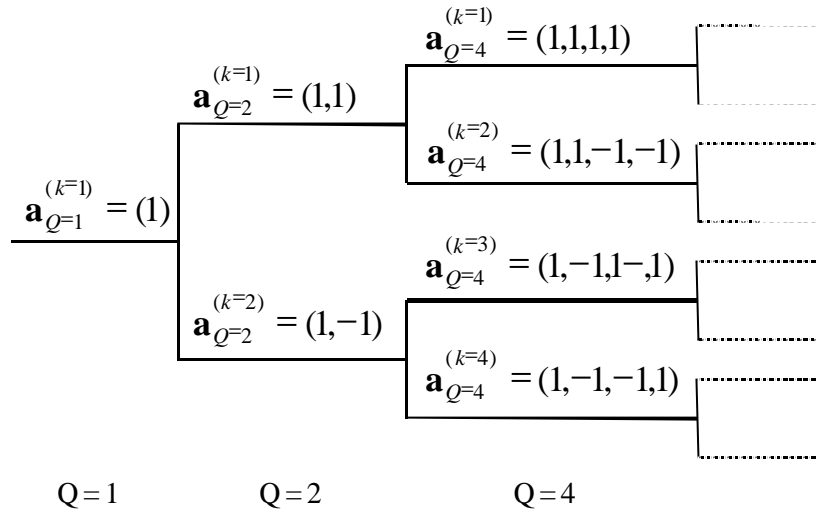 a_{Q=4}^{(k=1)} = (1,1,1,1)
a_{Q=2}^{(k=1)} = (1,1)
a_{Q=4}^{(k=2)} = (1,1,−1,−1)
a_{Q=1}^{(k=1)} = (1)
a_{Q=4}^{(k=3)} = (1,−1,1−,1)
a_{Q=2}^{(k=2)} = (1,−1)
a_{Q=4}^{(k=4)} = (1,−1,−1,1)
Q = 1 Q = 2 Q = 4